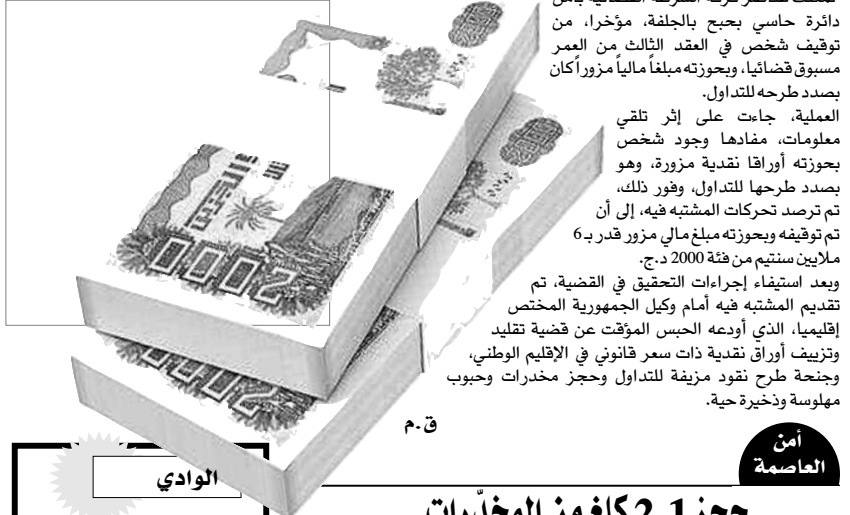 دائرة حاسي بحبح بالجلفة، مؤخرا، من
توقيف شخص في العقد الثالث من العمر
مسبوق قضائيا، وبحوزته مبلغاً مالياً مزوراً كان
بصدد طرحه للتداول.
العملية، جاءت على إثر تلقي
معلومات، مفادها وجود شخص
بحوزته أوراقا نقدية مزورة، وهو
بصدد طرحها للتداول، وفور ذلك،
تم ترصد تحركات المشتبه فيه، إلى أن
تم توقيفه وبحوزته مبلغ مالي مزور قدر بـ 6
ملايين سنتيم من فئة 2000 د.ج.
وبعد استيفاء إجراءات التحقيق في القضية، تم
تقديم المشتبه فيه أمام وكيل الجمهورية المختص
إقليميا، الذي أودعه الحبس المؤقت عن قضية تقليد
وتزييف أوراق نقدية ذات سعر قانوني في الإقليم الوطني،
وجنحة طرح نقود مزيفة للتداول وحجز مخدرات وحبوب
مهلوسة وذخيرة حية.
ق.م
2000
2000
أمن
العاصمة
الوادي